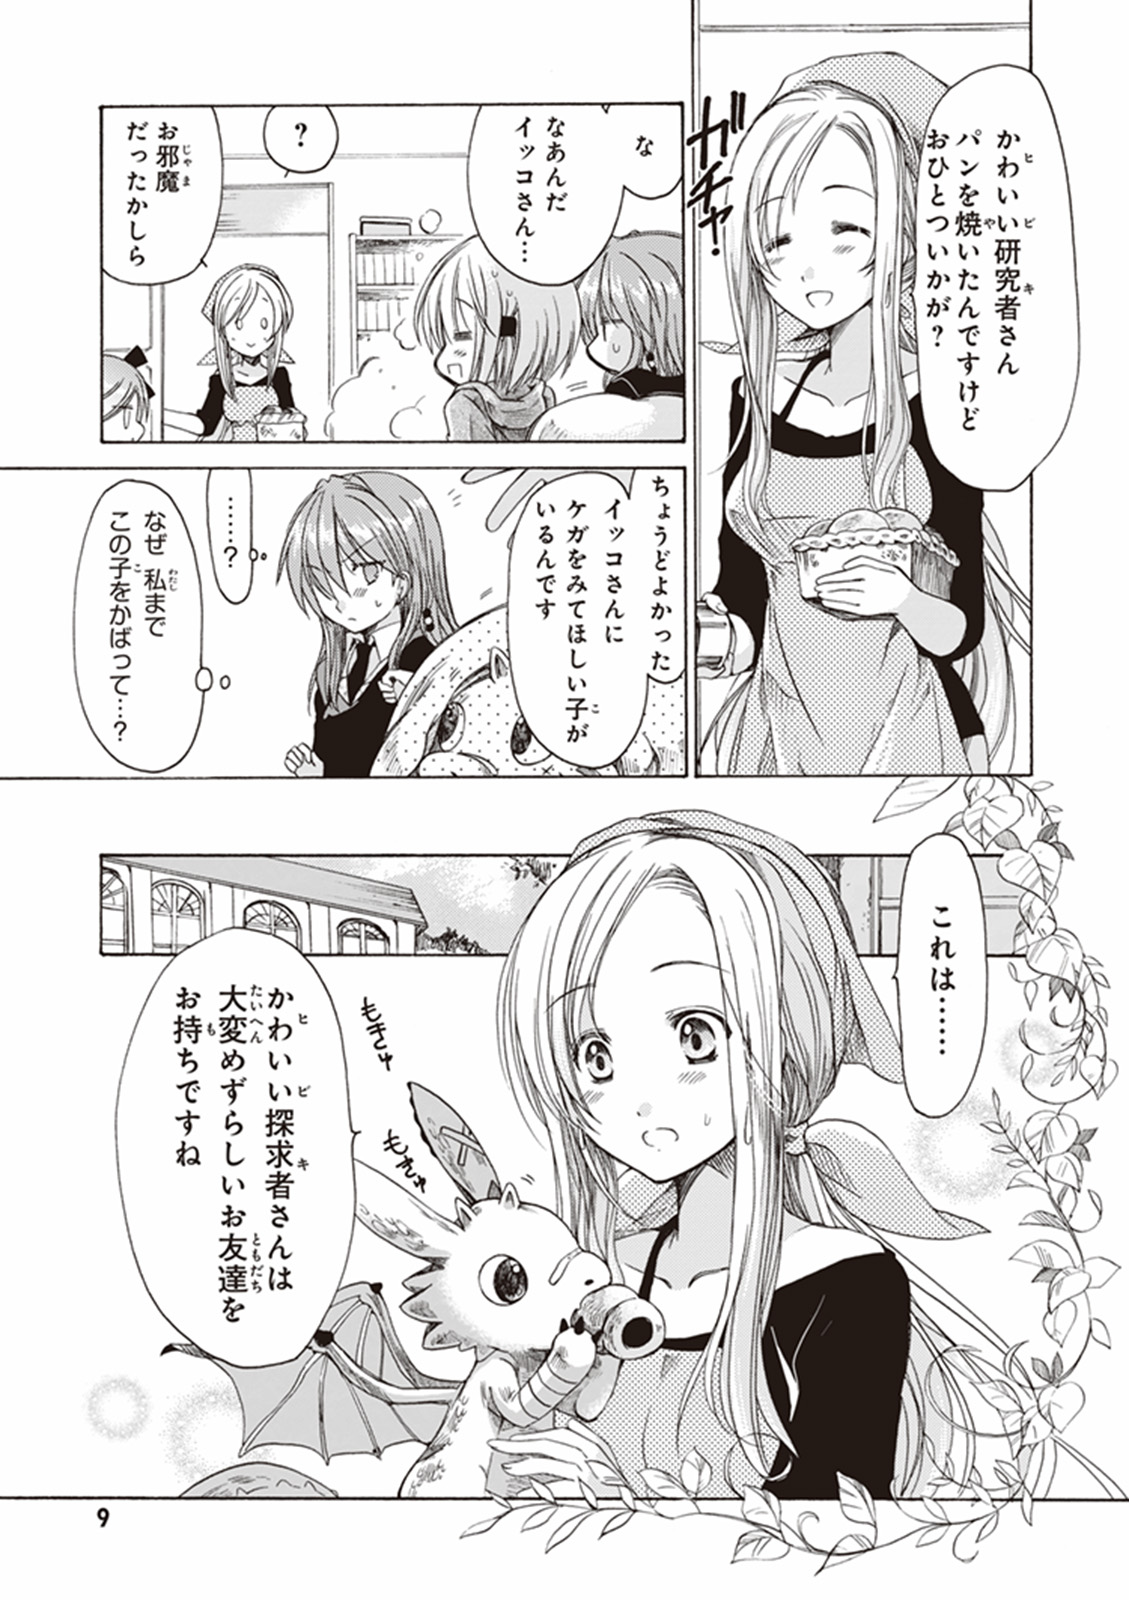 かわいい研究者さん
パンを焼いたんですけど
おひとついかが?
ガチャ
な
なあんだ
イッコさん…
?
お邪魔
だったかしら
ちょうどよかった
イッコさんに
ケガをみてほしい子が
いるんです
……?
なぜ私まで
この子をかばって…?
これは……
もきゅ
もきゅ
かわいい探求者さんは
大変めずらしいお友達を
お持ちですね
9